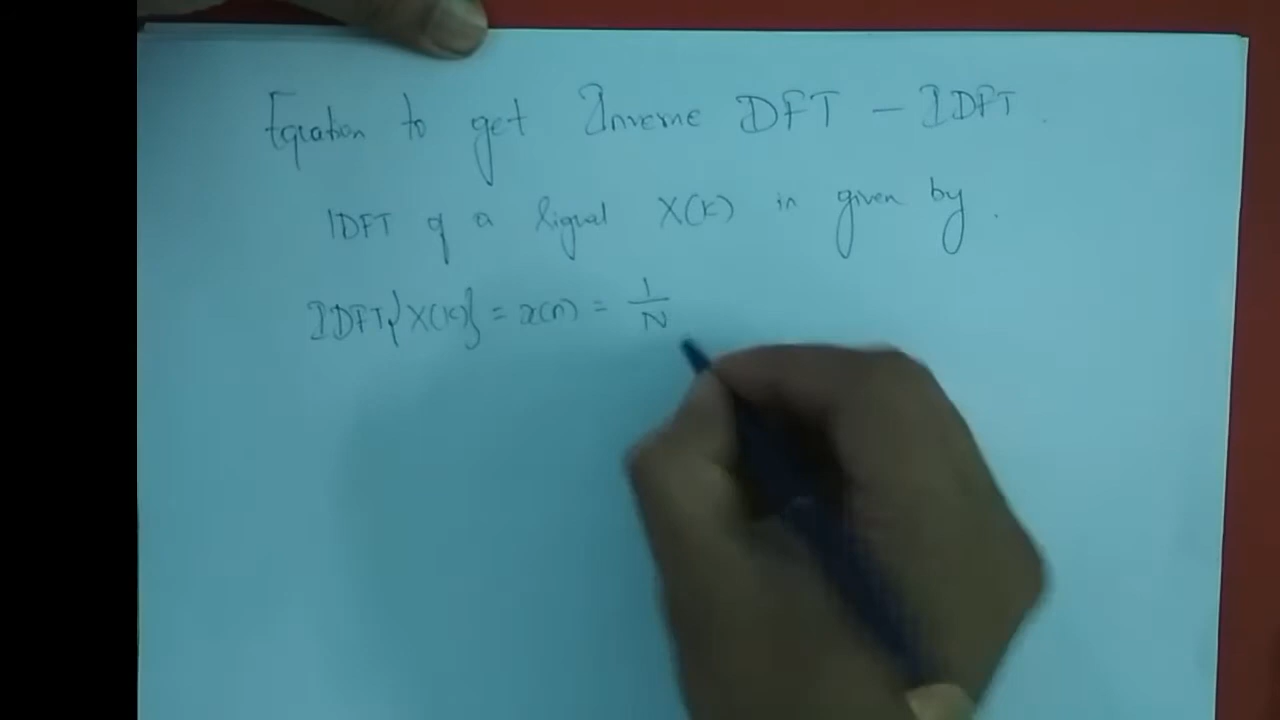 Equation to get Inverse DFT - IDFT.
IDFT of a signal X(K) is given by.
IDFT{X(K)} = x(n) = 1/N